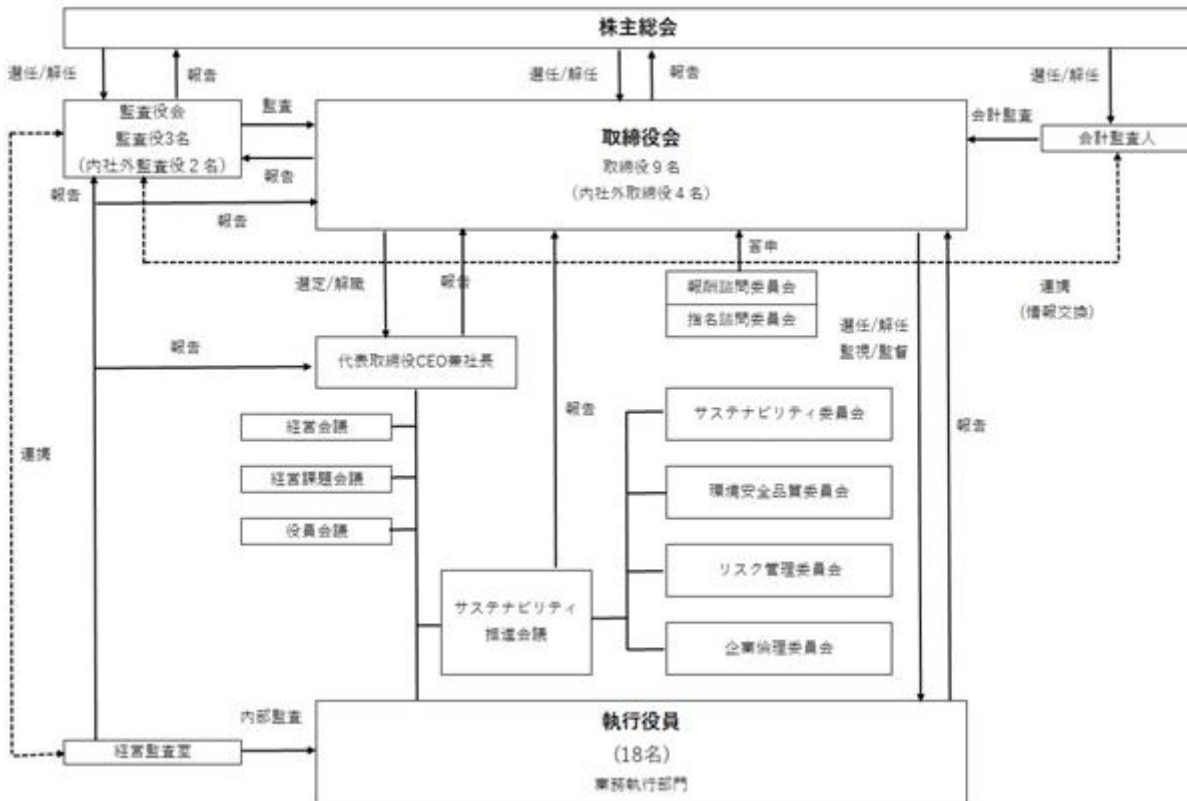 株主総会
選任/解任
報告
選任/解任
報告
選任/解任
監査役会
監査役3名
(内社外監査役２名)
監査
報告
取締役会
取締役９名
(内社外取締役４名)
会計監査
会計監査人
報告
報告
選定/解職
報告
答申
報酬諮問委員会
指名諮問委員会
連携
(情報交換)
選任/解任
監視/監督
報告
代表取締役CEO兼社長
報告
報告
連携
経営会議
経営課題会議
役員会議
サステナビリティ委員会
環境安全品質委員会
リスク管理委員会
企業倫理委員会
サステナビリティ
推進会議
内部監査
経営監査室
執行役員
(18名)
業務執行部門